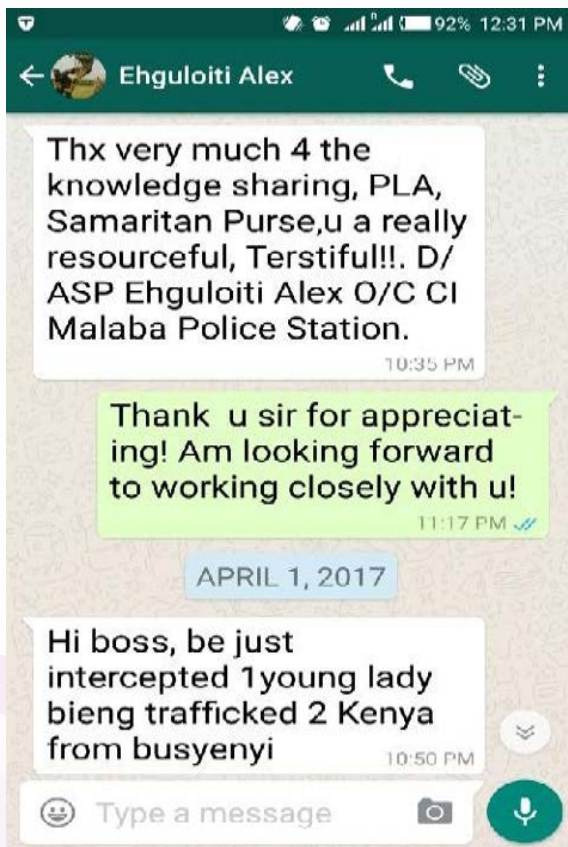 92% 12:31 PM
Ehguloiti Alex
Thx very much 4 the
knowledge sharing, PLA,
Samaritan Purse,u a really
resourceful, Terstiful!!. D/
ASP Ehguloiti Alex O/C CI
Malaba Police Station.
10:35 PM
Thank u sir for appreciat-
ing! Am looking forward
to working closely with u!
11:17 PM
APRIL 1, 2017
Hi boss, be just
intercepted 1young lady
bieng trafficked 2 Kenya
from busyenyi
10:50 PM
Type a message